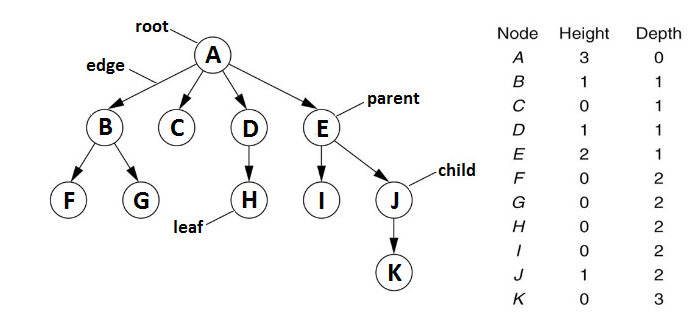 root
A
edge
parent
B
C
D
E
child
F
G
H
I
J
leaf
K
Node Height Depth
A 3 0
B 1 1
C 0 1
D 1 1
E 2 1
F 0 2
G 0 2
H 0 2
I 0 2
J 1 2
K 0 3